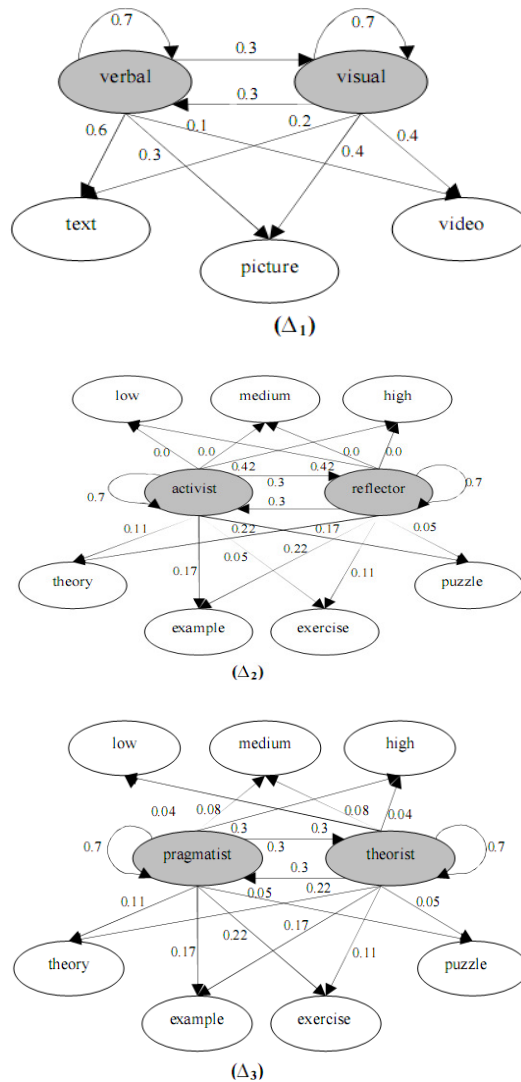 0.7 0.7
0.3
verbal visual
0.3
0.6 0.1 0.2 0.4
0.3 0.4
text video
picture
(Δ₁)
low medium high
0.0 0.0 0.0 0.0
0.42 0.42
0.7 activist 0.3 reflector 0.7
0.3
0.11 0.22 0.17 0.05
0.17 0.05 0.22 0.11
theory puzzle
example exercise
(Δ₂)
low medium high
0.04 0.08 0.08 0.04
0.3 0.3
0.7 pragmatist 0.3 theorist 0.7
0.3
0.11 0.05 0.22 0.05
0.17 0.22 0.17 0.11
theory puzzle
example exercise
(Δ₃)